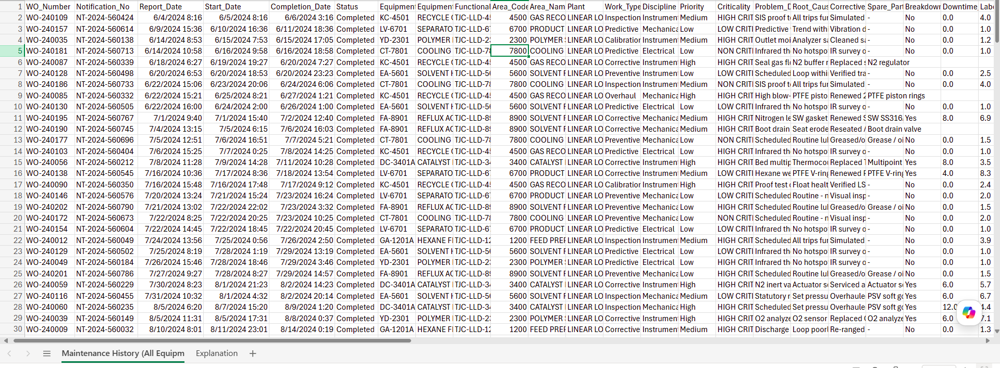 1 WO_Number Notification_No Report_Date Start_Date Completion_Date Status Equipment Equipment Functional Area_Code Area_Nam Plant Work_Type Discipline Priority Criticality Problem_D Root_Caus Corrective Spare_Part Breakdown Downtime Labo
2 WO-240109 NT-2024-560424 6/4/2024 8:16 6/5/2024 8:16 6/6/2024 3:16 Completed KC-4501 RECYCLE TJC-LLD-45 4500 GAS RECO LINEAR LO Inspection Instrumen Medium HIGH CRIT SIS proof t All trips fur Simulated - No 0.0 4.0
3 WO-240157 NT-2024-560614 6/9/2024 15:36 6/10/2024 16:36 6/11/2024 18:36 Completed LV-6701 SEPARATO TJC-LLD-67 6700 PRODUCT LINEAR LO Predictive Mechanica Low LOW CRITI Predictive Trend with Vibration d - No 0.0 1.0
4 WO-240035 NT-2024-560138 6/14/2024 8:53 6/15/2024 7:53 6/15/2024 17:05 Completed YD-2301 POLYMER TJC-LLD-23 2300 POLYMER LINEAR LO Calibration Instrumen Medium HIGH CRIT Outlet moi Analyzer sa Cleaned sa - No 0.0 1.2
5 WO-240181 NT-2024-560713 6/14/2024 10:58 6/16/2024 9:58 6/16/2024 18:58 Completed CT-7801 COOLING TJC-LLD-78 7800 COOLING LINEAR LO Predictive Electrical Low NON CRITI Infrared th No hotspo IR survey o - No 0.0 1.0
6 WO-240087 NT-2024-560339 6/18/2024 6:27 6/19/2024 19:27 6/20/2024 7:27 Completed KC-4501 RECYCLE TJC-LLD-45 4500 GAS RECO LINEAR LO Corrective Instrumen High HIGH CRIT Seal gas fl N2 buffer r Replaced s N2 regulator
7 WO-240128 NT-2024-560498 6/20/2024 6:53 6/20/2024 18:53 6/20/2024 23:23 Completed EA-5601 SOLVENT TJC-LLD-56 5600 SOLVENT LINEAR LO Preventive Instrumen Low LOW CRITI Scheduled Loop withi Verified tra - No 0.0 2.5
8 WO-240186 NT-2024-560733 6/22/2024 15:06 6/23/2024 20:06 6/24/2024 6:06 Completed CT-7801 COOLING TJC-LLD-78 7800 COOLING LINEAR LO Inspection Instrumen Medium NON CRITI SIS proof t All trips fur Simulated - No 0.0 4.0
9 WO-240085 NT-2024-560332 6/22/2024 15:21 6/25/2024 8:21 6/27/2024 1:21 Completed KC-4501 RECYCLE TJC-LLD-45 4500 GAS RECO LINEAR LO Overhaul Mechanica High HIGH CRIT High blow- PTFE pisto Renewed 2 PTFE piston rings
10 WO-240130 NT-2024-560505 6/22/2024 16:00 6/24/2024 2:00 6/26/2024 1:00 Completed EA-5601 SOLVENT TJC-LLD-56 5600 SOLVENT LINEAR LO Predictive Electrical Low LOW CRITI Infrared th No hotspo IR survey o - No 0.0 1.0
11 WO-240195 NT-2024-560767 7/1/2024 9:40 7/1/2024 15:40 7/2/2024 12:40 Completed FA-8901 REFLUX AC TJC-LLD-89 8900 SOLVENT LINEAR LO Corrective Mechanica Medium HIGH CRIT Nitrogen le SW gasket Renewed S SW SS316 Yes 8.0 6.9
12 WO-240190 NT-2024-560745 7/4/2024 13:15 7/5/2024 6:15 7/6/2024 16:03 Completed FA-8901 REFLUX AC TJC-LLD-89 8900 SOLVENT LINEAR LO Corrective Mechanica Medium HIGH CRIT Boot drain Seat erode Reseated / Boot drain valve
13 WO-240177 NT-2024-560696 7/5/2024 12:51 7/6/2024 16:51 7/7/2024 5:21 Completed CT-7801 COOLING TJC-LLD-78 7800 COOLING LINEAR LO Preventive Mechanica Low NON CRITI Scheduled Routine lul Greased/o Grease / oi No 0.0 1.5
14 WO-240103 NT-2024-560404 7/6/2024 15:25 7/7/2024 0:25 7/8/2024 14:25 Completed KC-4501 RECYCLE TJC-LLD-45 4500 GAS RECO LINEAR LO Predictive Electrical Low HIGH CRIT Infrared th No hotspo IR survey o - No 0.0 1.0
15 WO-240056 NT-2024-560212 7/8/2024 11:28 7/9/2024 14:28 7/11/2024 10:28 Completed DC-3401A CATALYST TJC-LLD-34 3400 CATALYST LINEAR LO Corrective Instrumen High HIGH CRIT Bed multip Thermocou Replaced Multipoint Yes 8.0 3.5
16 WO-240138 NT-2024-560545 7/16/2024 10:36 7/17/2024 8:36 7/18/2024 13:54 Completed LV-6701 SEPARATO TJC-LLD-67 6700 PRODUCT LINEAR LO Corrective Instrumen Medium LOW CRITI Hexane we PTFE V-ring Renewed PTFE V-ring Yes 4.0 8.3
17 WO-240090 NT-2024-560350 7/16/2024 15:48 7/16/2024 17:48 7/17/2024 9:12 Completed KC-4501 RECYCLE TJC-LLD-45 4500 GAS RECO LINEAR LO Calibration Instrumen High HIGH CRIT Proof test Float healt Verified LS - No 0.0 2.4
18 WO-240146 NT-2024-560576 7/20/2024 13:24 7/21/2024 15:24 7/23/2024 16:24 Completed LV-6701 SEPARATO TJC-LLD-67 6700 PRODUCT LINEAR LO Preventive Mechanica Low LOW CRITI Scheduled Routine - n Visual insp - No 0.0 2.0
19 WO-240202 NT-2024-560790 7/21/2024 13:02 7/22/2024 22:02 7/23/2024 3:32 Completed FA-8901 REFLUX AC TJC-LLD-89 8900 SOLVENT LINEAR LO Preventive Mechanica Low HIGH CRIT Scheduled Routine lul Greased/o Grease / oi No 0.0 1.5
20 WO-240172 NT-2024-560673 7/22/2024 8:25 7/22/2024 20:25 7/23/2024 10:25 Completed CT-7801 COOLING TJC-LLD-78 7800 COOLING LINEAR LO Preventive Mechanica Low NON CRITI Scheduled Routine - n Visual insp - No 0.0 2.0
21 WO-240154 NT-2024-560604 7/22/2024 14:45 7/22/2024 18:45 7/22/2024 20:45 Completed LV-6701 SEPARATO TJC-LLD-67 6700 PRODUCT LINEAR LO Predictive Electrical Low LOW CRITI Infrared th No hotspo IR survey o - No 0.0 1.0
22 WO-240012 NT-2024-560049 7/24/2024 13:56 7/25/2024 0:56 7/26/2024 2:50 Completed GA-1201A HEXANE FI TJC-LLD-12 1200 FEED PREF LINEAR LO Inspection Instrumen Medium HIGH CRIT Scheduled All trips fur Simulated - No 0.0 3.9
23 WO-240129 NT-2024-560502 7/25/2024 8:19 7/28/2024 1:19 7/29/2024 13:19 Completed EA-5601 SOLVENT TJC-LLD-56 5600 SOLVENT LINEAR LO Predictive Electrical Low LOW CRITI Infrared th No hotspo IR survey o - No 0.0 1.0
24 WO-240049 NT-2024-560184 7/26/2024 15:46 7/28/2024 18:46 7/29/2024 3:46 Completed YD-2301 POLYMER TJC-LLD-23 2300 POLYMER LINEAR LO Predictive Electrical Low HIGH CRIT Infrared th No hotspo IR survey o - No 0.0 1.0
25 WO-240201 NT-2024-560786 7/27/2024 9:27 7/28/2024 8:27 7/29/2024 14:57 Completed FA-8901 REFLUX AC TJC-LLD-89 8900 SOLVENT LINEAR LO Preventive Mechanica Low HIGH CRIT Scheduled Routine lul Greased/o Grease / oi No 0.0 1.5
26 WO-240059 NT-2024-560229 7/30/2024 8:23 8/1/2024 21:23 8/2/2024 14:23 Completed DC-3401A CATALYST TJC-LLD-34 3400 CATALYST LINEAR LO Corrective Instrumen High HIGH CRIT N2 inert va Actuator s Serviced a Actuator s Yes 6.0 5.7
27 WO-240116 NT-2024-560455 7/31/2024 10:32 8/1/2024 4:32 8/2/2024 20:14 Completed EA-5601 SOLVENT TJC-LLD-56 5600 SOLVENT LINEAR LO Inspection Mechanica Medium LOW CRITI Statutory r Set pressu Overhaule PSV soft go Yes 6.0 6.7
28 WO-240060 NT-2024-560235 8/5/2024 6:20 8/7/2024 15:20 8/9/2024 1:20 Completed DC-3401A CATALYST TJC-LLD-34 3400 CATALYST LINEAR LO Inspection Mechanica High HIGH CRIT Scheduled Set pressu Overhaule PSV soft go Yes 12.0 4.4
29 WO-240039 NT-2024-560149 8/5/2024 11:31 8/5/2024 17:31 8/8/2024 0:37 Completed YD-2301 POLYMER TJC-LLD-23 2300 POLYMER LINEAR LO Corrective Instrumen High HIGH CRIT O2 analyze O2 sensor Replaced O2 analyze Yes 6.0 7.1
30 WO-240009 NT-2024-560032 8/10/2024 8:01 8/11/2024 23:01 8/14/2024 0:19 Completed GA-1201A HEXANE FI TJC-LLD-12 1200 FEED PREF LINEAR LO Corrective Instrumen Medium HIGH CRIT Discharge Loop poorl Re-ranged - No 0.0 1.3
Maintenance History (All Equipm Explanation